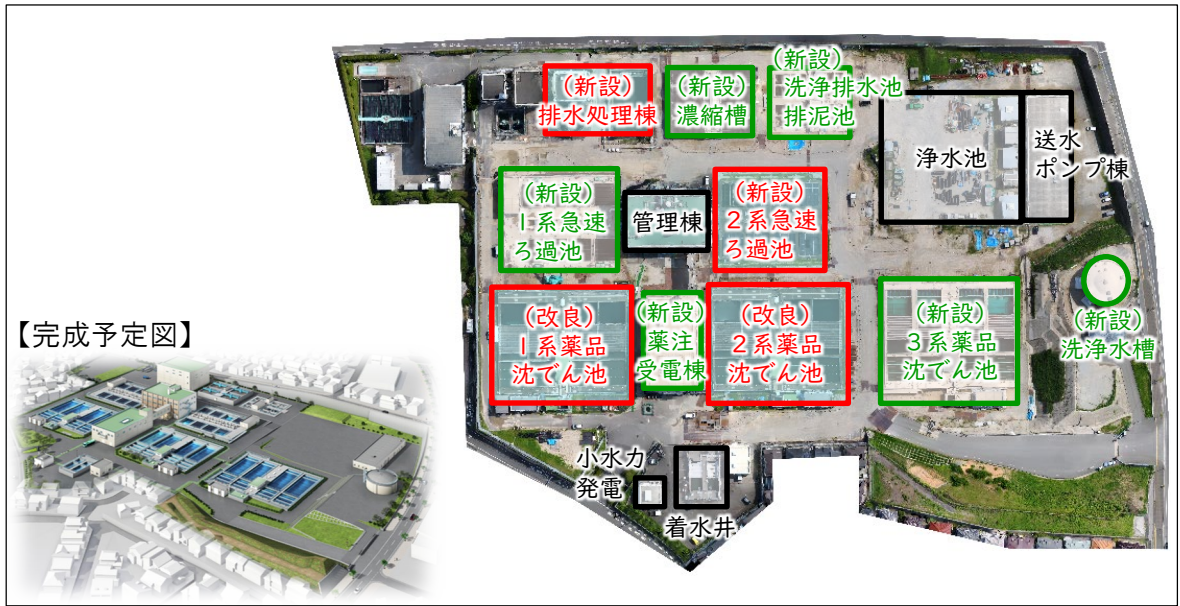 （新設）
排水処理棟
（新設）
濃縮槽
（新設）
洗浄排水池
排泥池
浄水池
送水
ポンプ棟
（新設）
1系急速
ろ過池
管理棟
（新設）
2系急速
ろ過池
（改良）
1系薬品
沈でん池
（新設）
薬注
受電棟
（改良）
2系薬品
沈でん池
（新設）
3系薬品
沈でん池
（新設）
洗浄水槽
【完成予定図】
小水力
発電
着水井